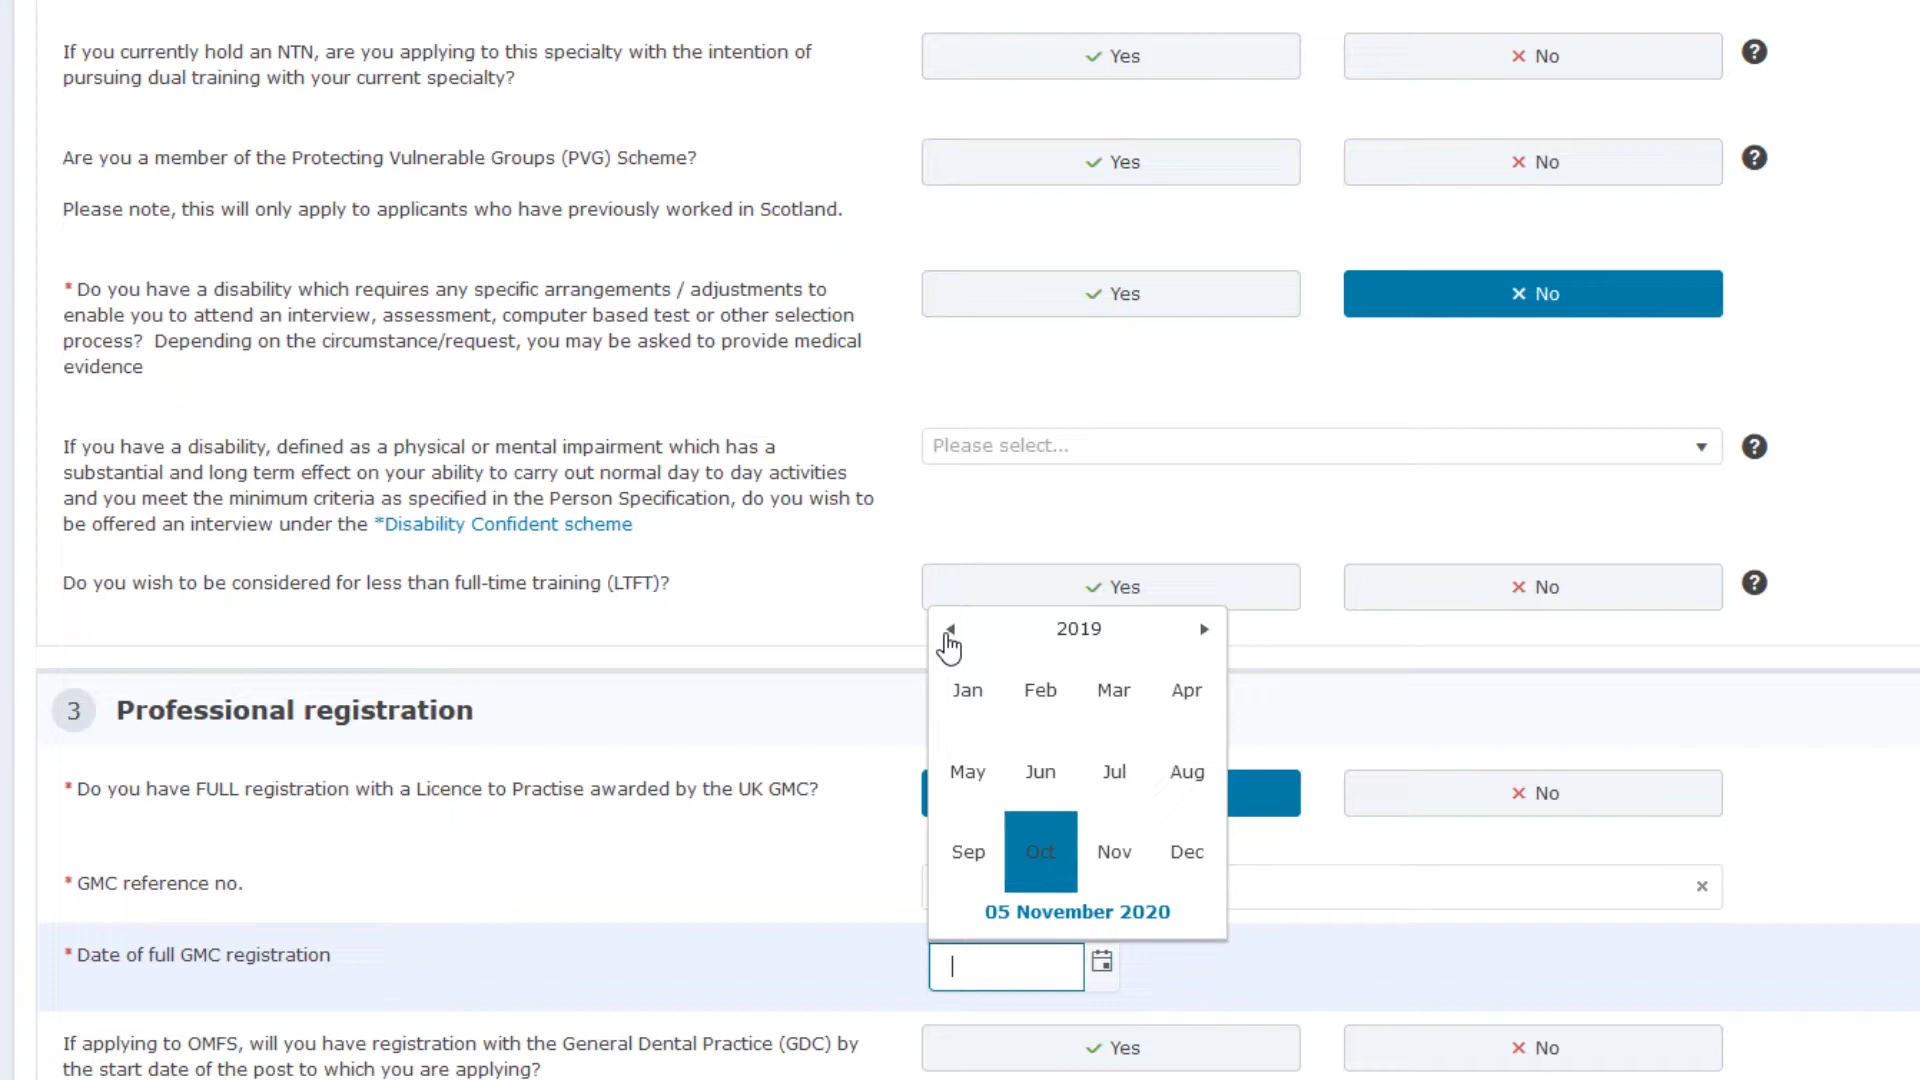 If you currently hold an NTN, are you applying to this specialty with the intention of
pursuing dual training with your current specialty?
Yes
No
?
Are you a member of the Protecting Vulnerable Groups (PVG) Scheme?
Yes
No
?
Please note, this will only apply to applicants who have previously worked in Scotland.
* Do you have a disability which requires any specific arrangements / adjustments to
enable you to attend an interview, assessment, computer based test or other selection
process? Depending on the circumstance/request, you may be asked to provide medical
evidence
Yes
No
If you have a disability, defined as a physical or mental impairment which has a
substantial and long term effect on your ability to carry out normal day to day activities
and you meet the minimum criteria as specified in the Person Specification, do you wish to
be offered an interview under the *Disability Confident scheme
Please select...
?
Do you wish to be considered for less than full-time training (LTFT)?
Yes
No
?
2019
Jan Feb Mar Apr
May Jun Jul Aug
Sep Oct Nov Dec
05 November 2020
3 Professional registration
* Do you have FULL registration with a Licence to Practise awarded by the UK GMC?
No
* GMC reference no.
* Date of full GMC registration
If applying to OMFS, will you have registration with the General Dental Practice (GDC) by
the start date of the post to which you are applying?
Yes
No